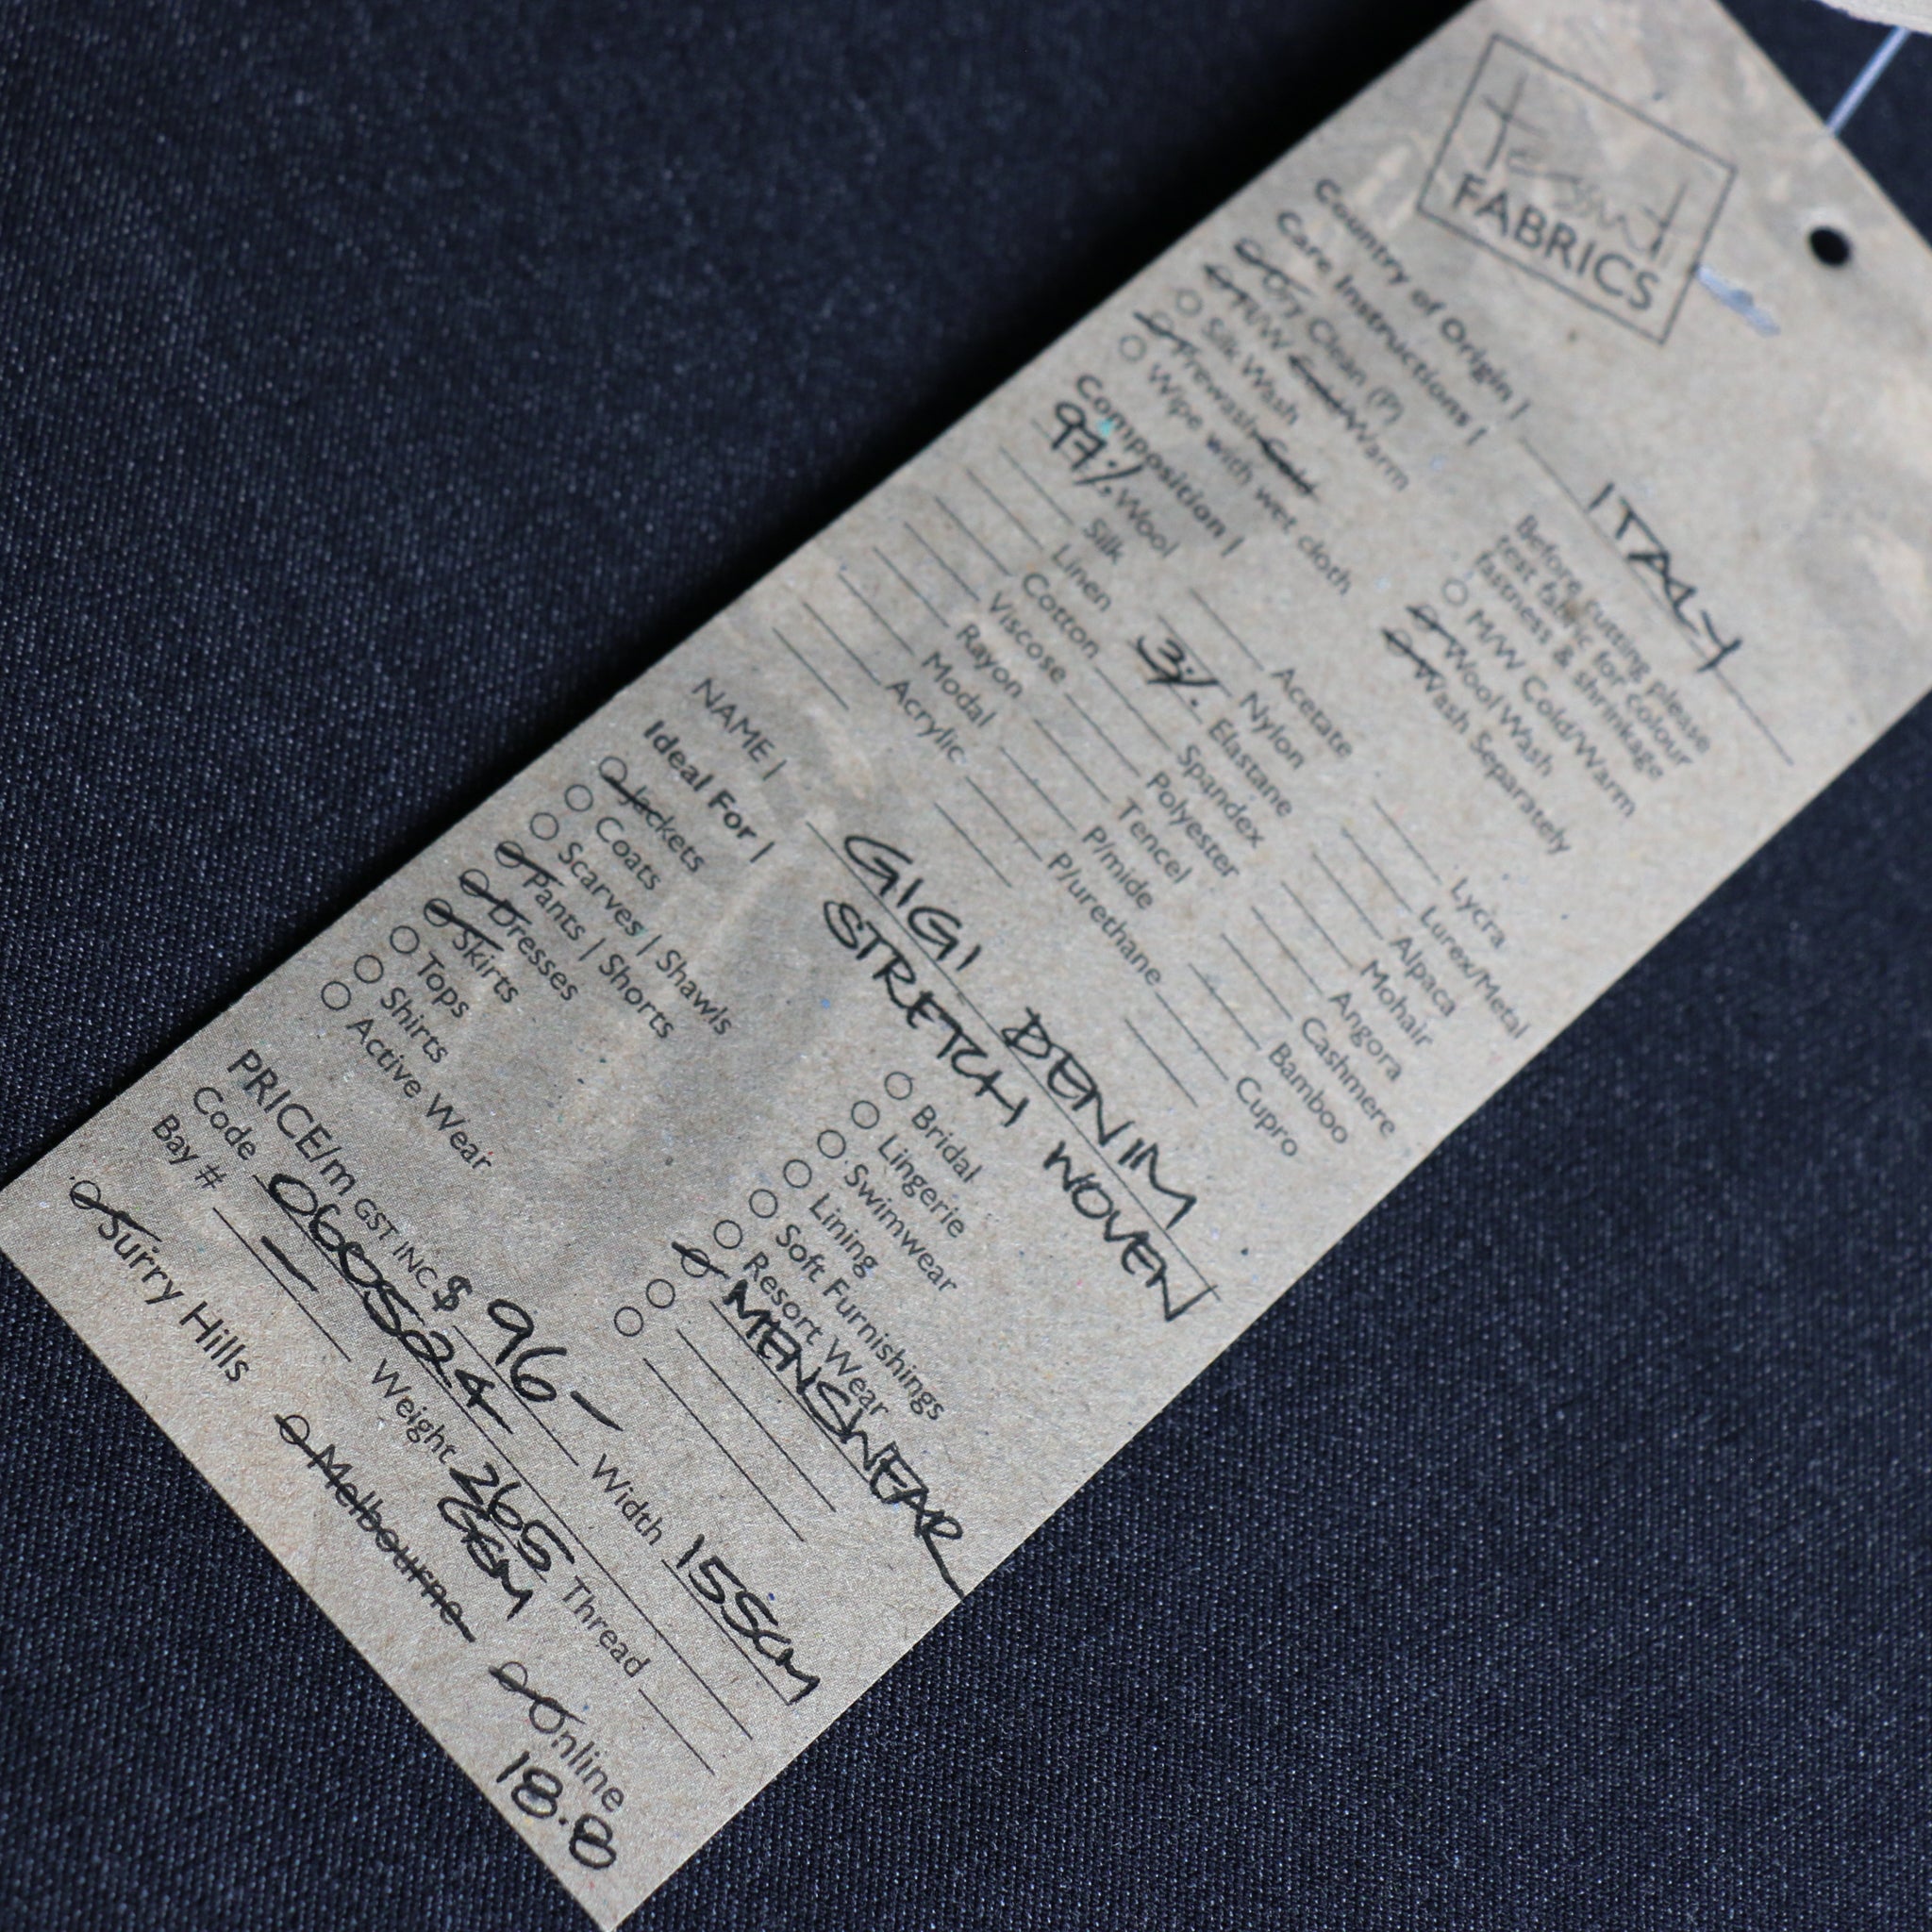 FABRICS
Country of Origin | ITALY
Care Instructions |
Dry Clean (P)
M/W Cold/Warm
Silk Wash
Prewash
Wipe with wet cloth
Before cutting please
test fabric for colour
fastness & shrinkage
M/W Cold/Warm
Wool Wash
Wash Separately
Composition |
97% Wool
Silk
Linen
Cotton
Viscose
Rayon
Modal
Acrylic
Acetate
Nylon
3% Elastane
Spandex
Polyester
Tencel
P/mide
P/urethane
Lycra
Lurex/Metal
Alpaca
Mohair
Angora
Cashmere
Bamboo
Cupro
NAME | GIGI DENIM
STRETCH WOVEN
Ideal For |
Jackets
Coats
Scarves | Shawls
Pants | Shorts
Dresses
Skirts
Tops
Shirts
Active Wear
Bridal
Lingerie
Swimwear
Lining
Soft Furnishings
Resort Wear
MENSWEAR
PRICE/m GST INC $ 96- Width 155cm
Code 0605024 
Bay # - Weight 265 GSM Thread
Surry Hills Melbourne Online
18.8